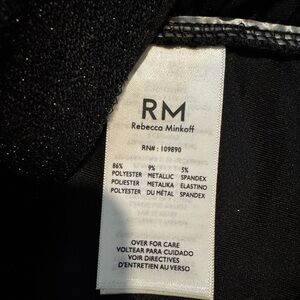 RM
Rebecca Minkoff
RN# : 109890
86% 9% 5%
POLYESTER METALLIC SPANDEX
POLIESTER METALIKA ELASTINO
POLYESTER DU MÉTAL SPANDEX
OVER FOR CARE
VOLTEAR PARA CUIDADO
VOIR DIRECTIVES
D'ENTRETIEN AU VERSO